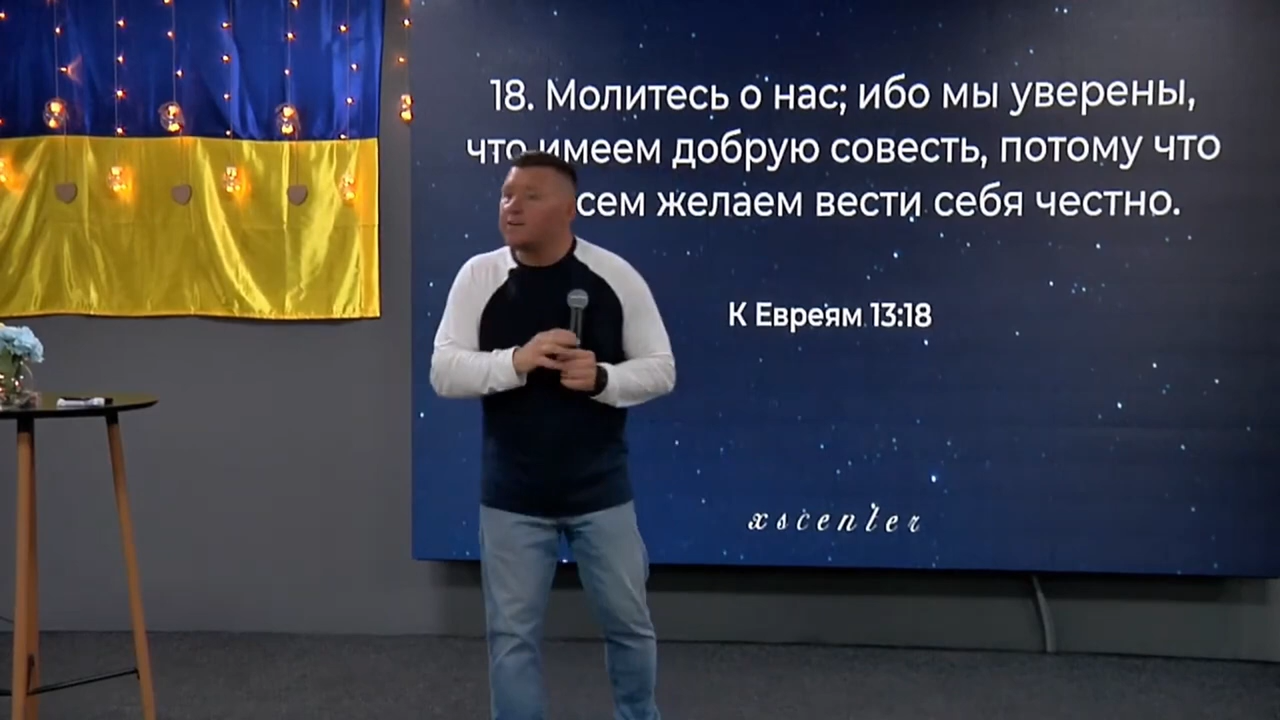 18. Молитесь о нас; ибо мы уверены,
что имеем добрую совесть, потому что
сем желаем вести себя честно.
К Евреям 13:18
xscenter